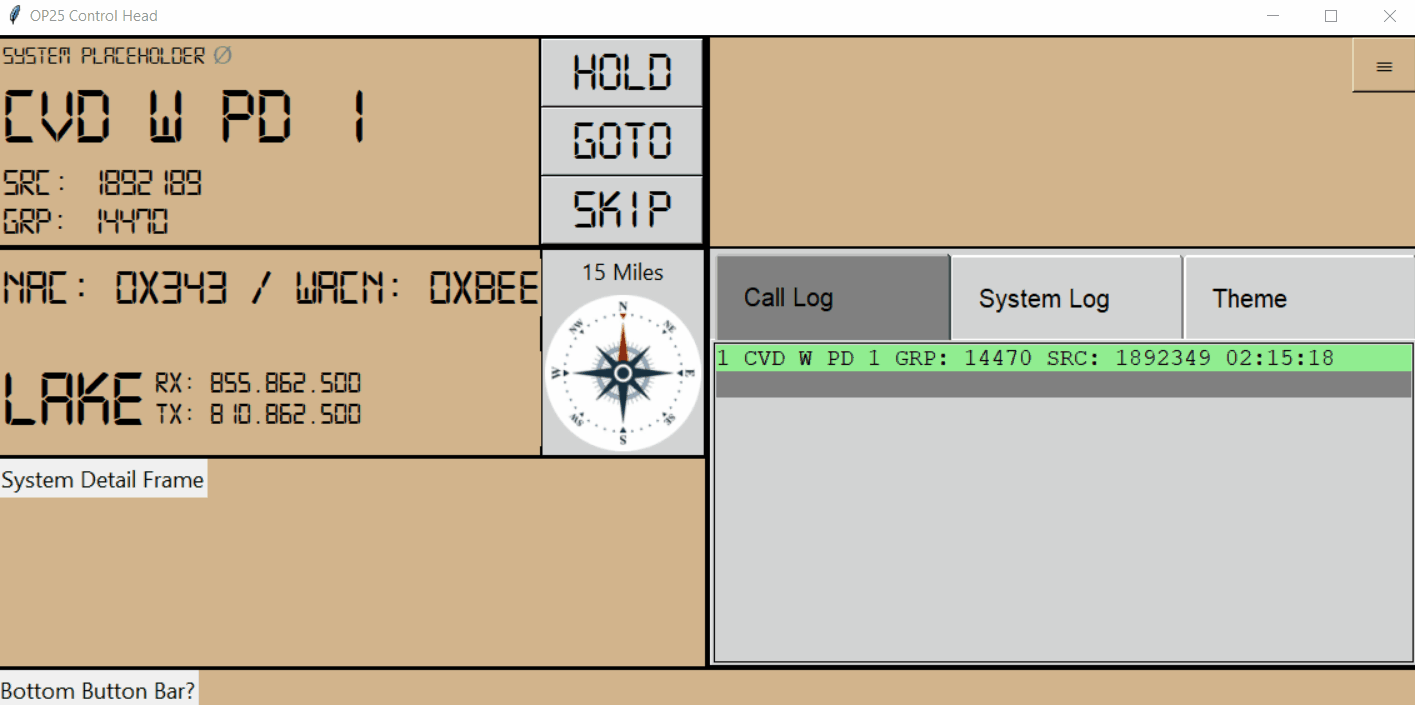 OP25 Control Head
SYSTEM PLACEHOLDER Ø
CVD W PD 1
SRC: 1892189
GRP: 14470
HOLD
GOTO
SKIP
NAC: 0X343 / WACN: 0XBEE
LAKE
RX: 855.862.500
TX: 810.862.500
15 Miles
N
NW NE
W E
SW SE
S
System Detail Frame
Bottom Button Bar?
≡
Call Log System Log Theme
1 CVD W PD 1 GRP: 14470 SRC: 1892349 02:15:18